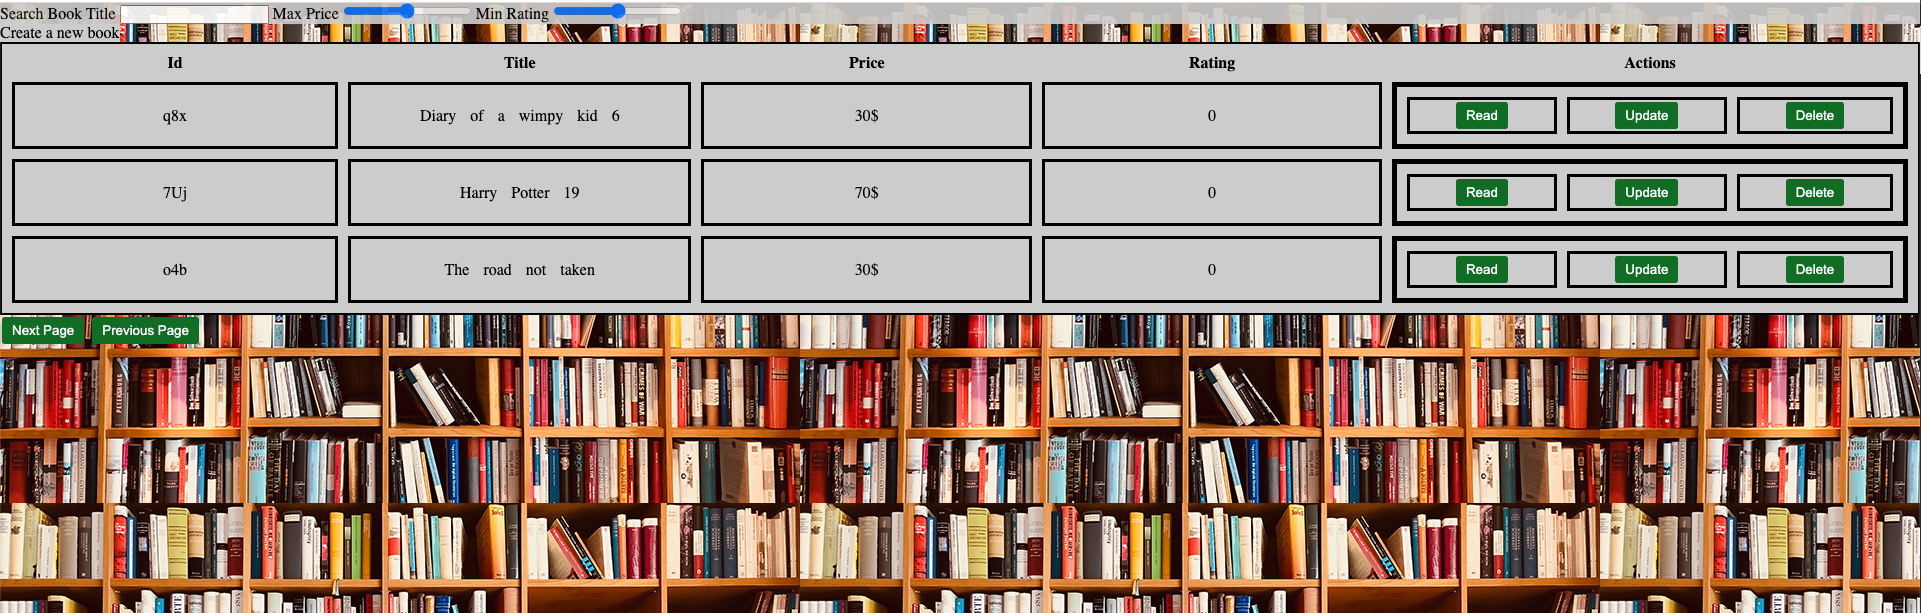 Search Book Title Max Price Min Rating
Create a new book
Id Title Price Rating Actions
q8x Diary of a wimpy kid 6 30$ 0 Read Update Delete
7Uj Harry Potter 19 70$ 0 Read Update Delete
o4b The road not taken 30$ 0 Read Update Delete
Next Page Previous Page